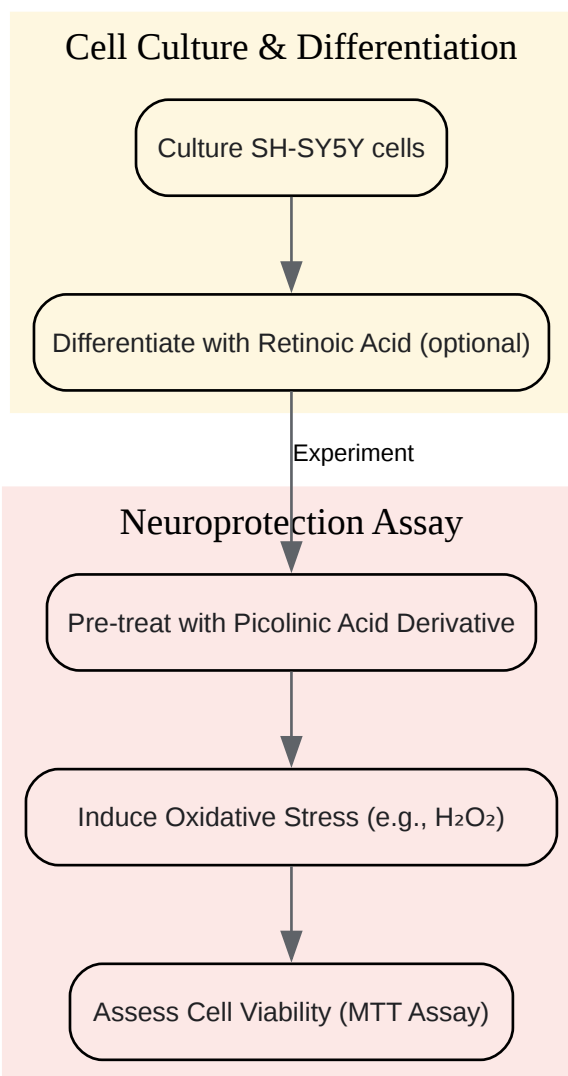 Cell Culture & Differentiation
Culture SH-SY5Y cells
Differentiate with Retinoic Acid (optional)
Experiment
Neuroprotection Assay
Pre-treat with Picolinic Acid Derivative
Induce Oxidative Stress (e.g., H₂O₂)
Assess Cell Viability (MTT Assay)